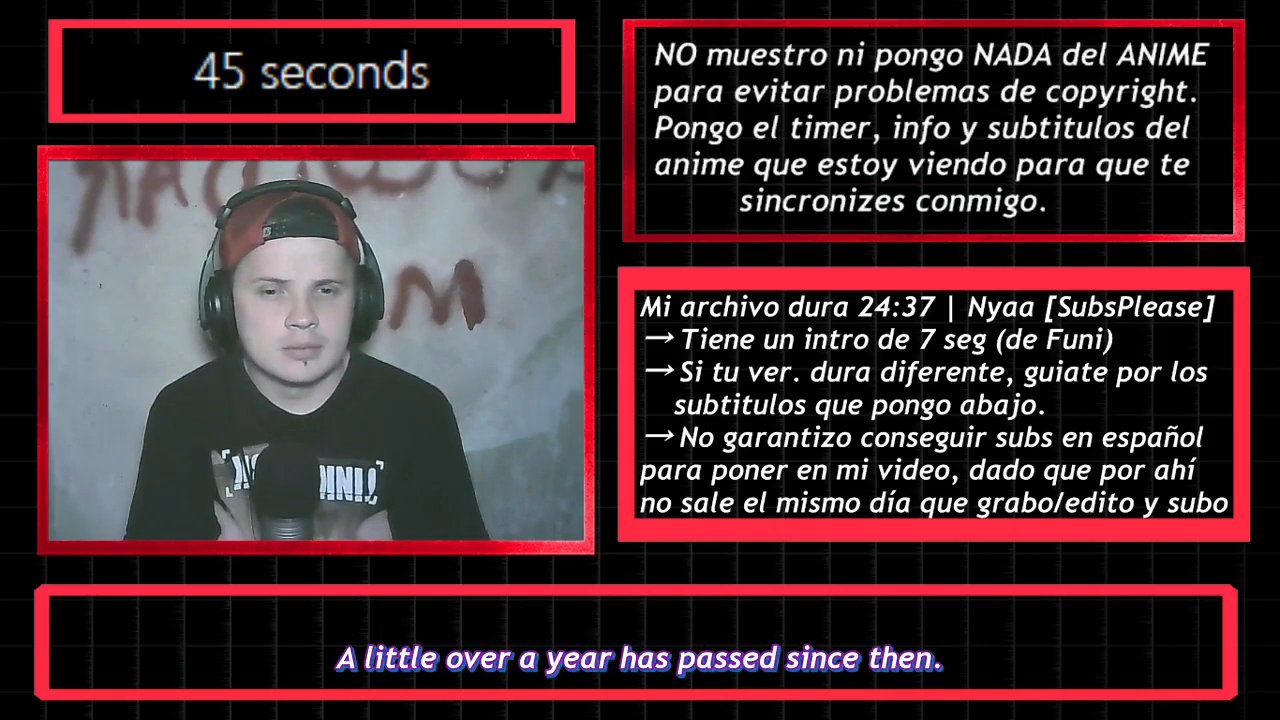 45 seconds
NO muestro ni pongo NADA del ANIME
para evitar problemas de copyright.
Pongo el timer, info y subtitulos del
anime que estoy viendo para que te
sincronizes conmigo.
Mi archivo dura 24:37 | Nyaa [SubsPlease]
→ Tiene un intro de 7 seg (de Funi)
→ Si tu ver. dura diferente, guiate por los
subtitulos que pongo abajo.
→ No garantizo conseguir subs en español
para poner en mi video, dado que por ahí
no sale el mismo día que grabo/edito y subo
A little over a year has passed since then.